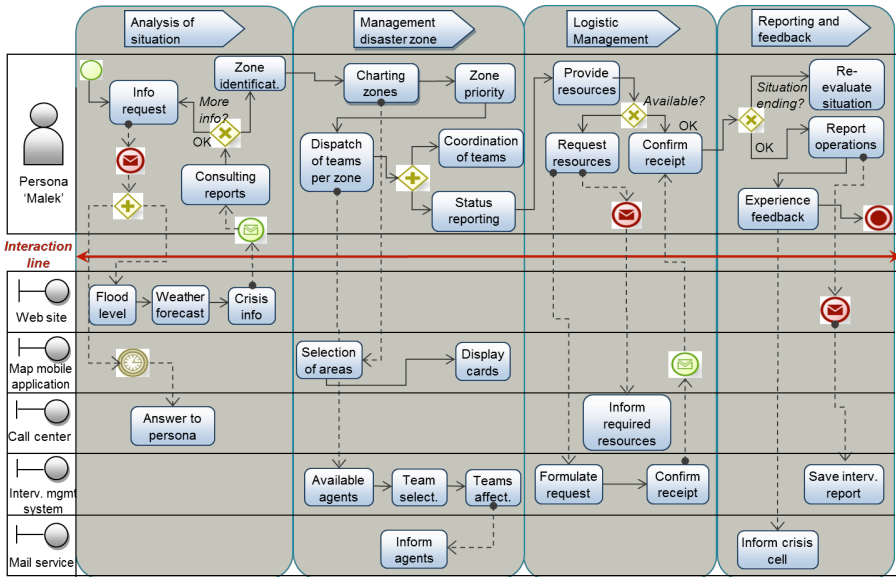 Analysis of
situation
Management
disaster zone
Logistic
Management
Reporting and
feedback
Persona
'Malek'
Info
request
More
info?
OK
Zone
identificat.
Consulting
reports
Charting
zones
Zone
priority
Dispatch
of teams
per zone
Coordination
of teams
Status
reporting
Provide
resources
Available?
OK
Request
resources
Confirm
receipt
Situation
ending?
OK
Re-
evaluate
situation
Report
operations
Experience
feedback
Interaction
line
Web site
Flood
level
Weather
forecast
Crisis
info
Map mobile
application
Selection
of areas
Display
cards
Call center
Answer to
persona
Inform
required
resources
Interv. mgmt
system
Available
agents
Team
select.
Teams
affect.
Formulate
request
Confirm
receipt
Save interv.
report
Mail service
Inform
agents
Inform crisis
cell